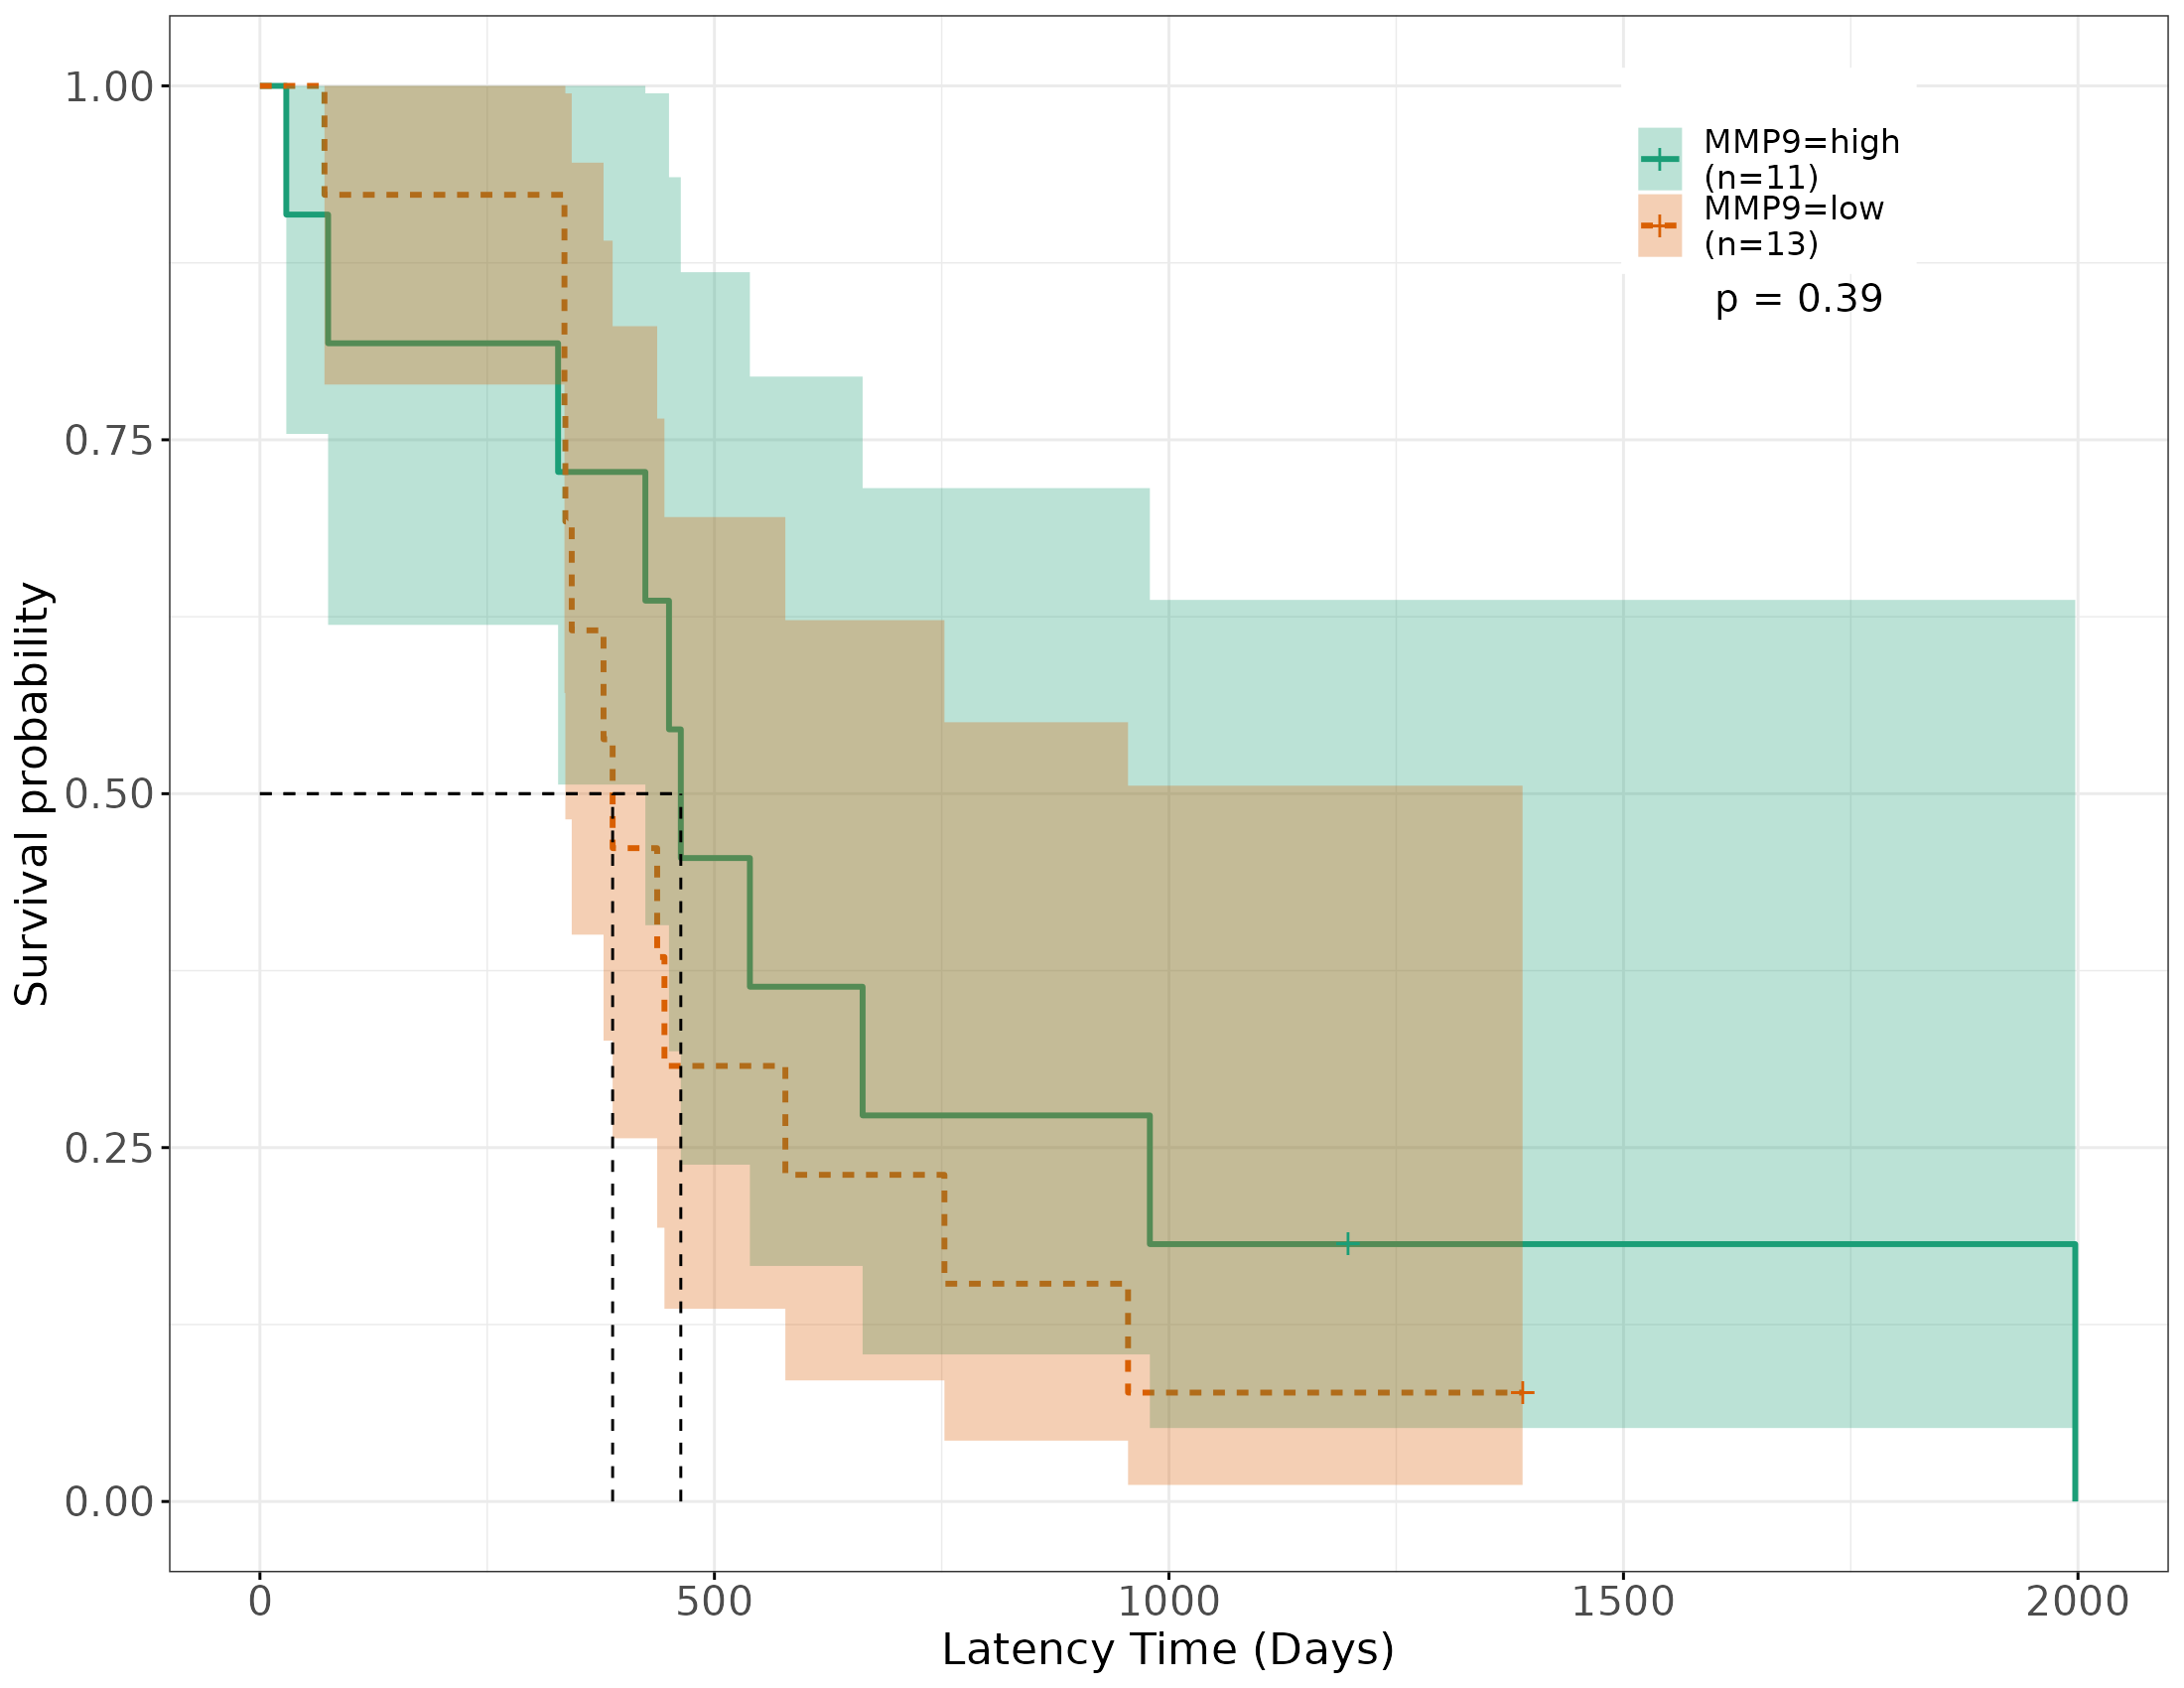 MMP9=high
(n=11)
MMP9=low
(n=13)
p = 0.39
Survival probability
1.00
0.75
0.50
0.25
0.00
0 500 1000 1500 2000
Latency Time (Days)